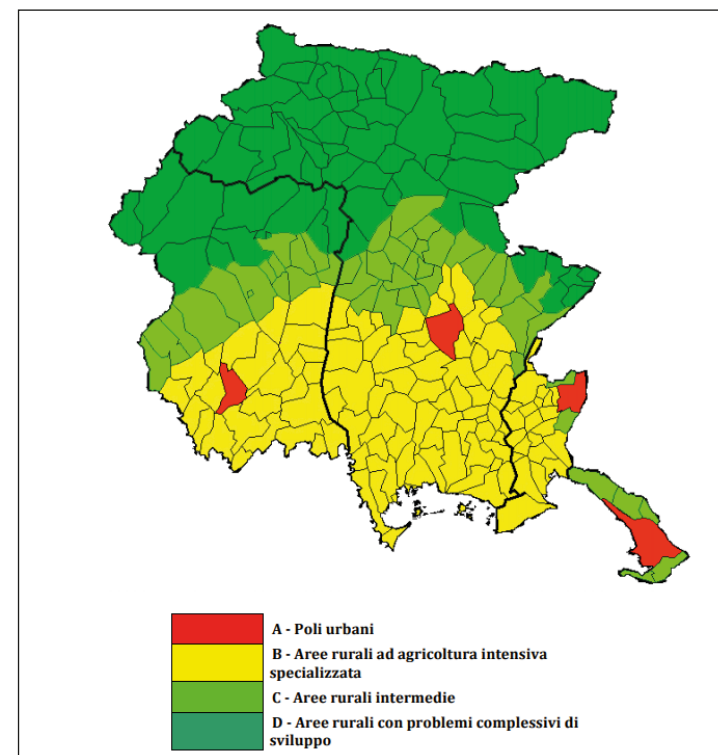 A - Poli urbani
B - Aree rurali ad agricoltura intensiva
specializzata
C - Aree rurali intermedie
D - Aree rurali con problemi complessivi di
sviluppo